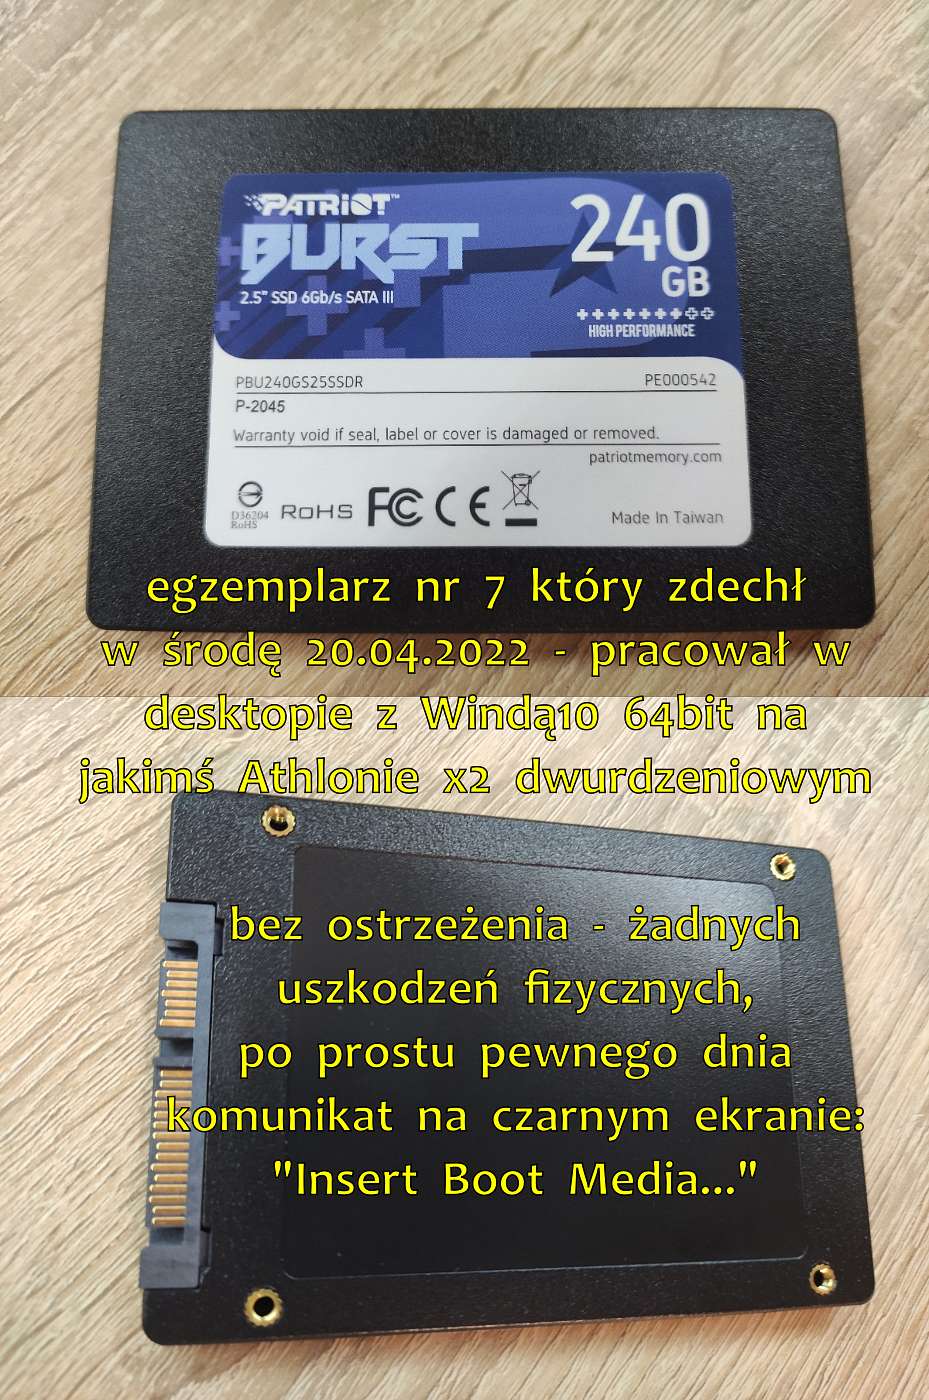 PATRIOT™
BURST
2.5" SSD 6Gb/s SATA III
240
GB
HIGH PERFORMANCE
PBU240GS25SSDR PE000542
P-2045
Warranty void if seal, label or cover is damaged or removed.
patriotmemory.com
D36204
RoHS
RoHS FC CE
Made In Taiwan
egzemplarz nr 7 który zdechł
w środę 20.04.2022 - pracował w
desktopie z Windą10 64bit na
jakimś Athlonie x2 dwurdzeniowym
bez ostrzeżenia - żadnych
uszkodzeń fizycznych,
po prostu pewnego dnia
komunikat na czarnym ekranie:
"Insert Boot Media..."